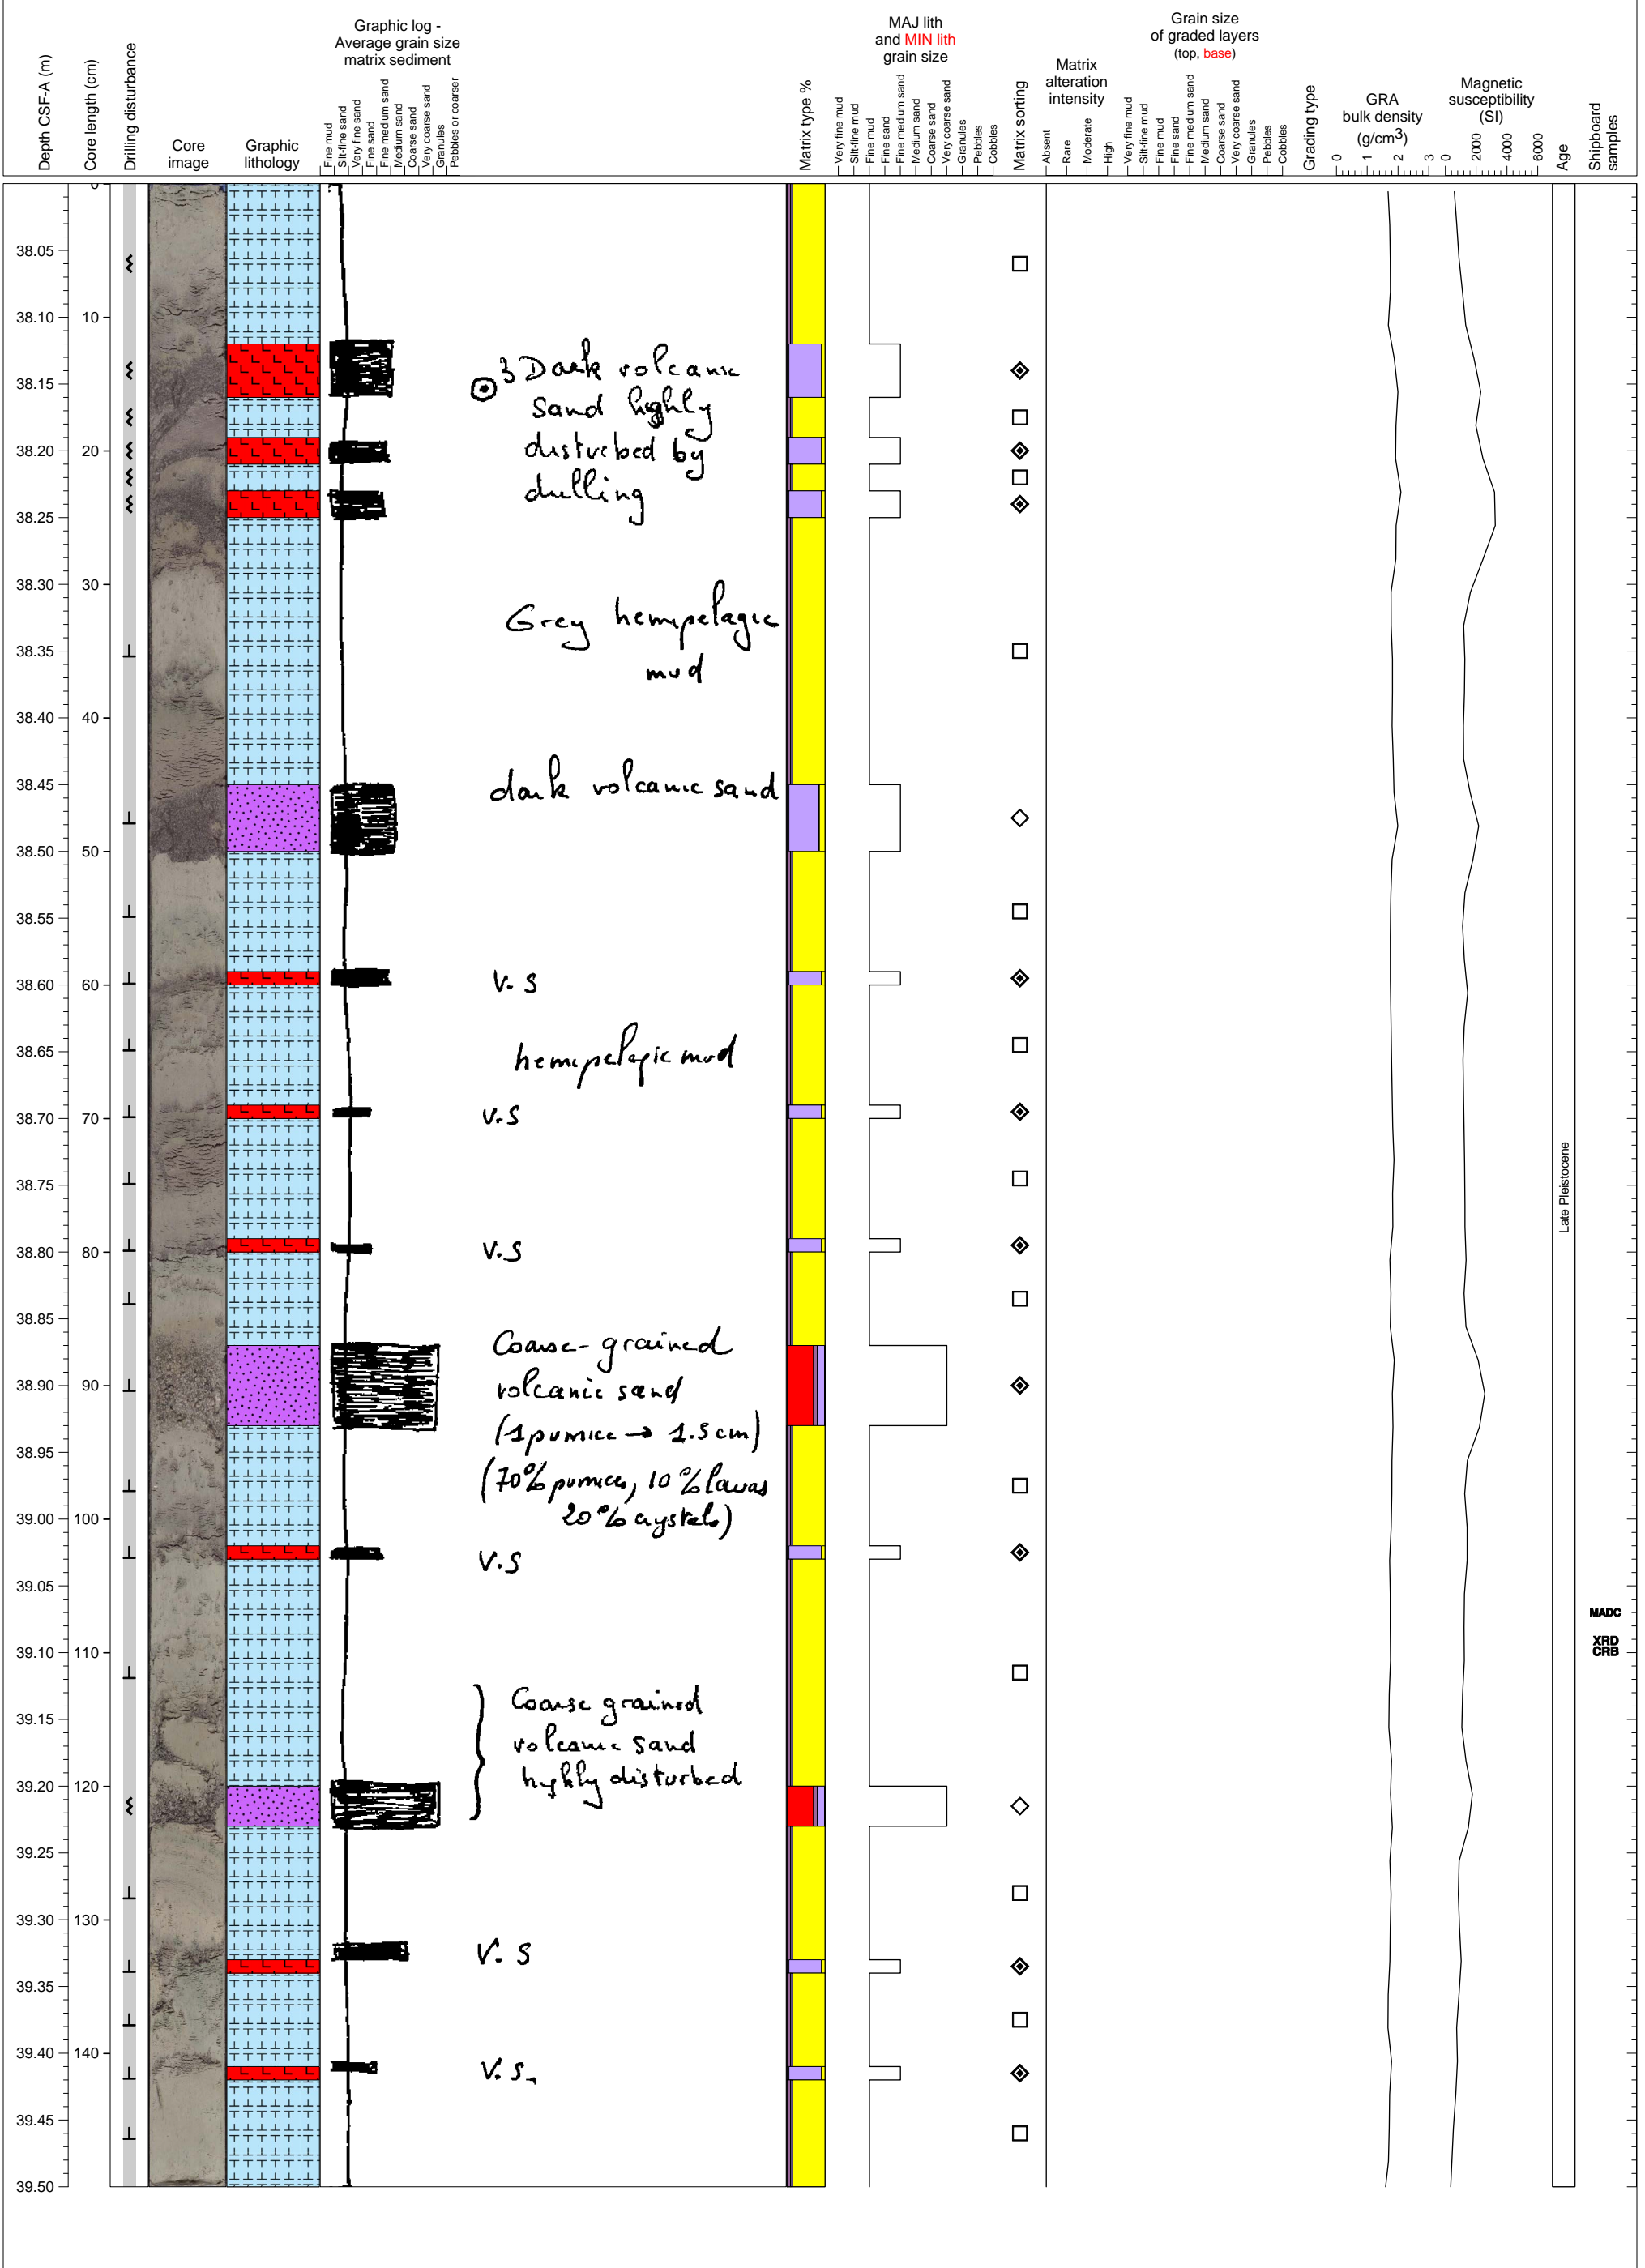 Depth CSF-A (m)
Core length (cm)
Drilling disturbance
Core
image
Graphic
lithology
Graphic log -
Average grain size
matrix sediment
Fine mud
Silt-fine sand
Very fine sand
Fine sand
Fine medium sand
Medium sand
Coarse sand
Very coarse sand
Granules
Pebbles or coarser
Matrix type %
MAJ lith
and MIN lith
grain size
Very fine mud
Silt-fine mud
Fine mud
Fine sand
Fine medium sand
Medium sand
Coarse sand
Very coarse sand
Granules
Pebbles
Cobbles
Matrix sorting
Matrix
alteration
intensity
Absent
Rare
Moderate
High
Grain size
of graded layers
(top, base)
Very fine mud
Silt-fine mud
Fine mud
Fine sand
Fine medium sand
Medium sand
Coarse sand
Very coarse sand
Granules
Pebbles
Cobbles
Grading type
GRA
bulk density
(g/cm3)
0 1 2 3
Magnetic
susceptibility
(SI)
0 2000 4000 6000
Age
Shipboard
samples
0
38.05
38.10 10
38.15
38.20 20
38.25
38.30 30
38.35
38.40 40
38.45
38.50 50
38.55
38.60 60
38.65
38.70 70
38.75
38.80 80
38.85
38.90 90
38.95
39.00 100
39.05
39.10 110
39.15
39.20 120
39.25
39.30 130
39.35
39.40 140
39.45
39.50
3 Dark volcanic
sand highly
disturbed by
drilling
Grey hemipelagic
mud
dark volcanic sand
V.S
hemipelagic mud
V.S
V.S
Coarse-grained
volcanic sand
(1 pumice → 1.5 cm)
(70% pumices, 10% lavas
20% crystals)
V.S
Coarse grained
volcanic sand
highly disturbed
V.S
V.S.
Late Pleistocene
MADC
XRD
CRB